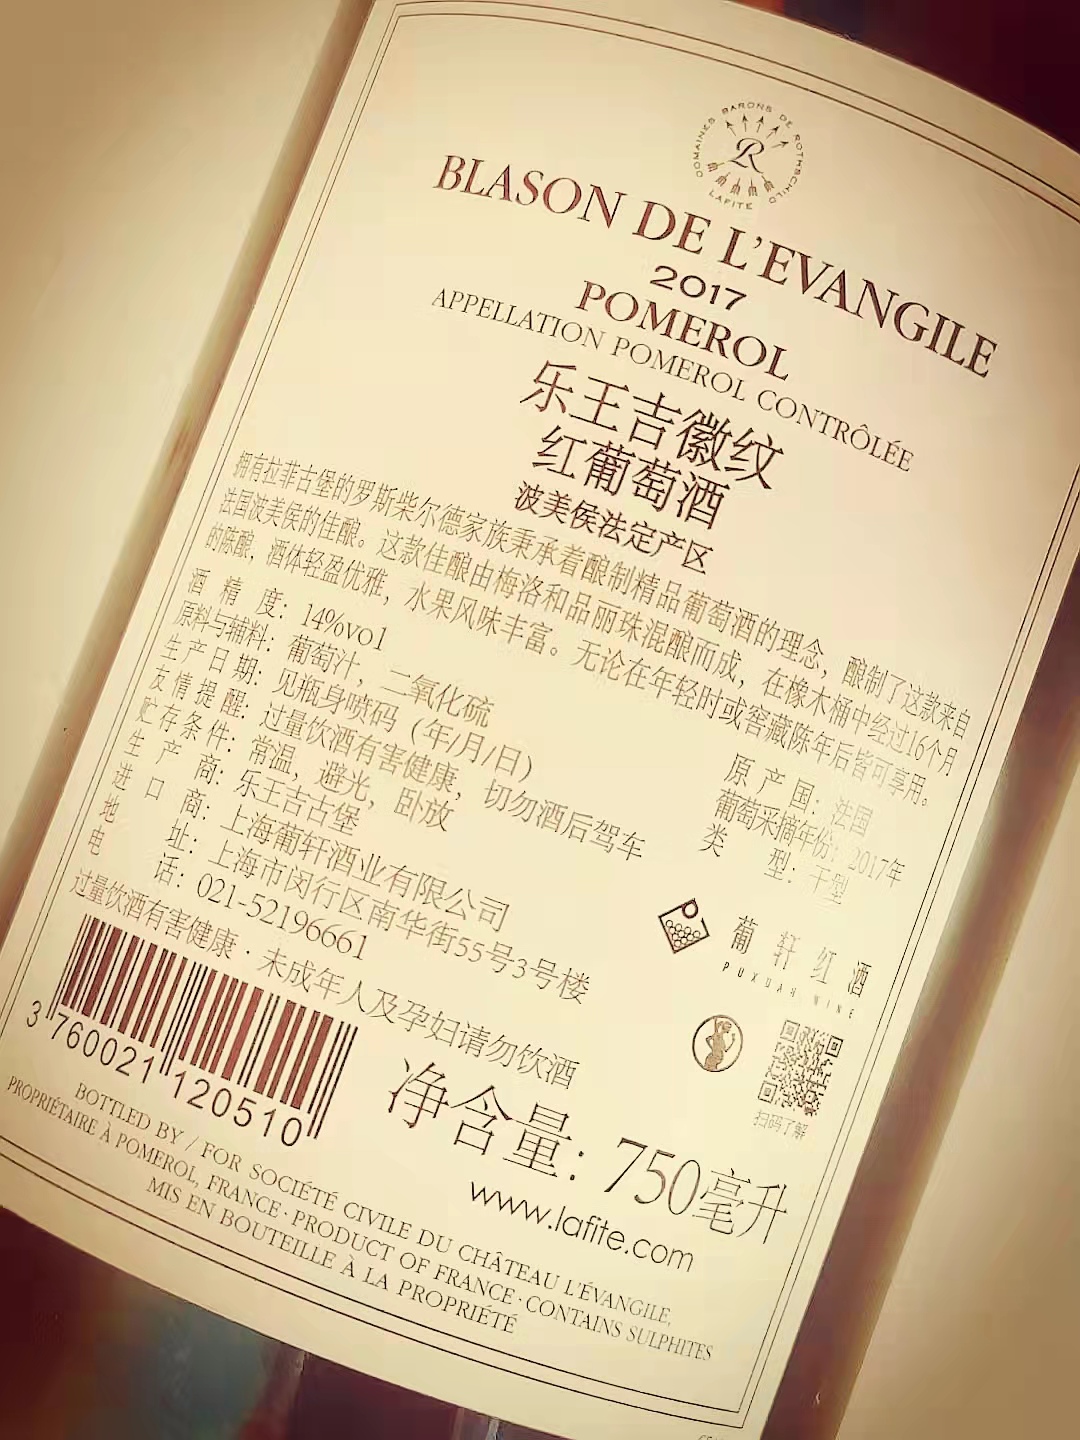 DOMAINES BARONS DE ROTHSCHILD
R
LAFITE
BLASON DE L'EVANGILE
2017
POMEROL
APPELLATION POMEROL CONTRÔLÉE
乐王吉徽纹
红葡萄酒
波美侯法定产区
拥有拉菲古堡的罗斯柴尔德家族秉承着酿制精品葡萄酒的理念，酿制了这款来自
法国波美侯的佳酿。这款佳酿由梅洛和品丽珠混酿而成，在橡木桶中经过16个月
的陈酿，酒体轻盈优雅，水果风味丰富。无论在年轻时或窖藏陈年后皆可享用。
酒精度：14%vol
原料与辅料：葡萄汁，二氧化硫
生产日期：见瓶身喷码（年/月/日）
友情提醒：过量饮酒有害健康，切勿酒后驾车
贮存条件：常温，避光，卧放
生产商：乐王吉古堡
进口商：上海葡轩酒业有限公司
地址：上海市闵行区南华街55号3号楼
电话：021-52196661
原产国：法国
葡萄采摘年份：2017年
类型：干型
葡轩红酒
PUXUAN WINE
扫码了解
过量饮酒有害健康·未成年人及孕妇请勿饮酒
3 760021 120510
净含量：750毫升
www.lafite.com
BOTTLED BY / FOR SOCIÉTÉ CIVILE DU CHÂTEAU L'ÉVANGILE,
PROPRIÉTAIRE À POMEROL, FRANCE · PRODUCT OF FRANCE · CONTAINS SULPHITES
MIS EN BOUTEILLE À LA PROPRIÉTÉ